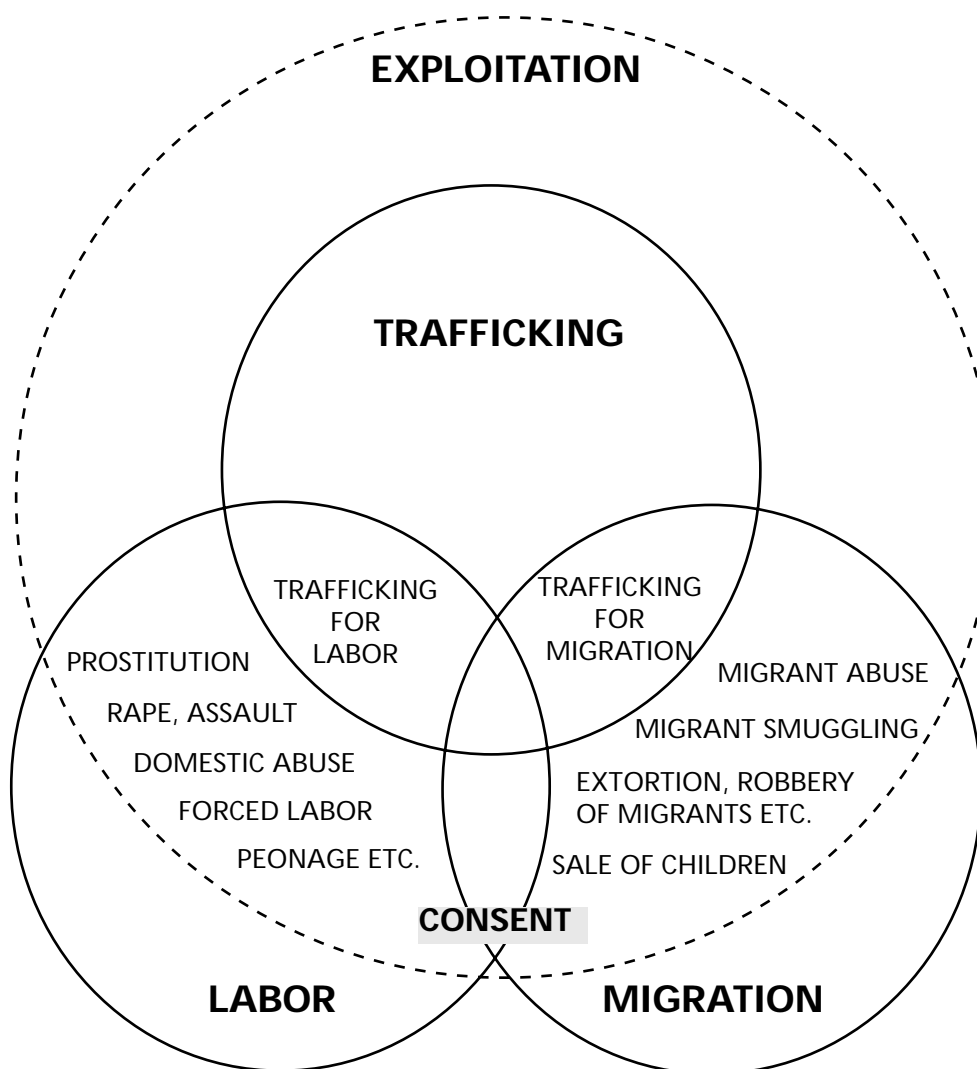 EXPLOITATION
TRAFFICKING
TRAFFICKING
FOR
LABOR
TRAFFICKING
FOR
MIGRATION
PROSTITUTION
RAPE, ASSAULT
DOMESTIC ABUSE
FORCED LABOR
PEONAGE ETC.
MIGRANT ABUSE
MIGRANT SMUGGLING
EXTORTION, ROBBERY
OF MIGRANTS ETC.
SALE OF CHILDREN
CONSENT
LABOR
MIGRATION